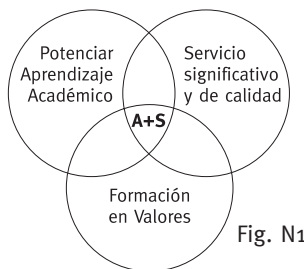 Potenciar
Aprendizaje
Académico
Servicio
significativo
y de calidad
A+S
Formación
en Valores
Fig. N1